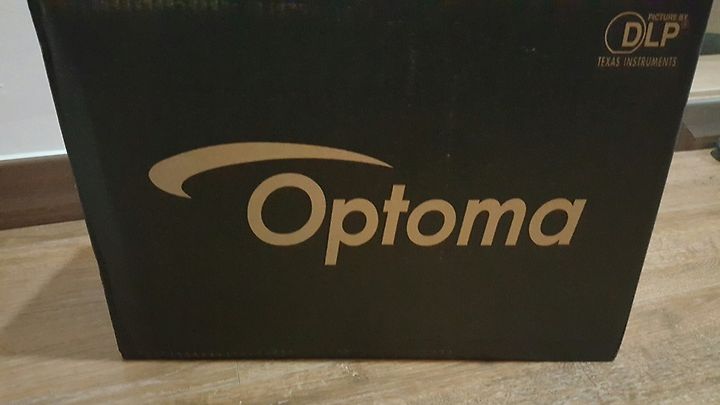 PICTURE BY
DLP
TEXAS INSTRUMENTS
Optoma